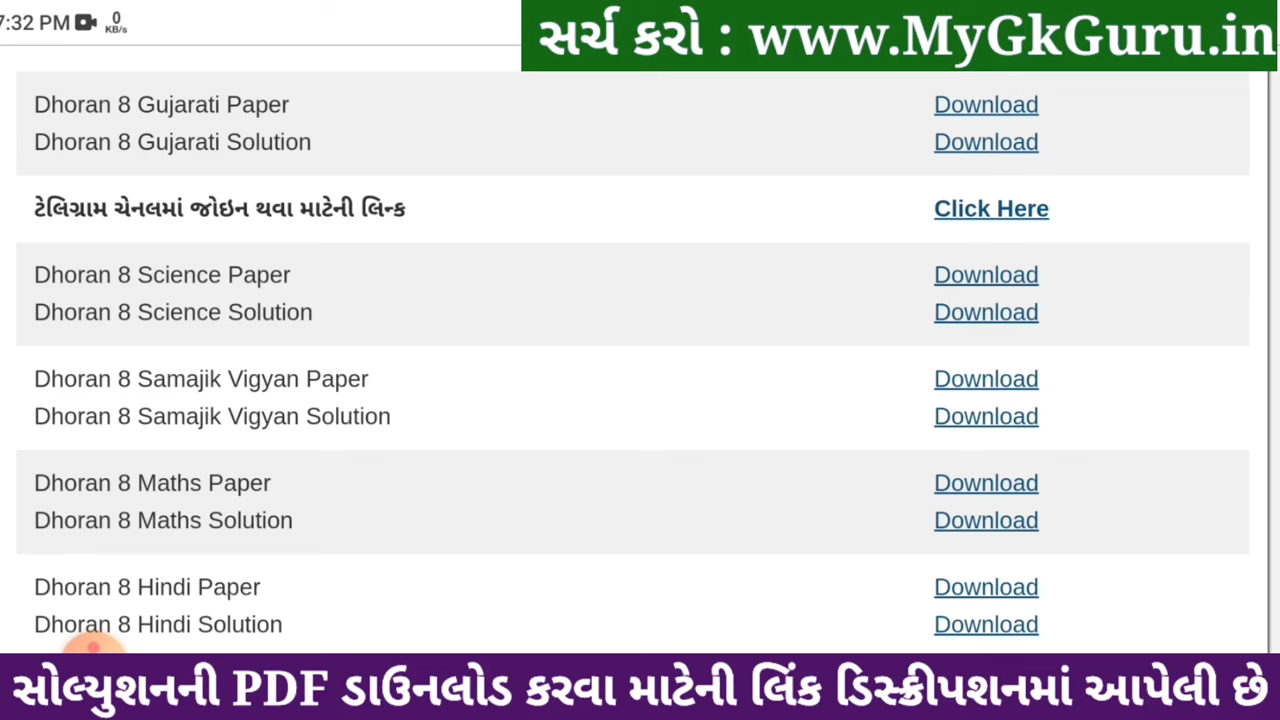 7:32 PM 0 KB/s
સર્ચ કરો : www.MyGkGuru.in
Dhoran 8 Gujarati Paper Download
Dhoran 8 Gujarati Solution Download
ટેલિગ્રામ ચેનલમાં જોઇન થવા માટેની લિન્ક Click Here
Dhoran 8 Science Paper Download
Dhoran 8 Science Solution Download
Dhoran 8 Samajik Vigyan Paper Download
Dhoran 8 Samajik Vigyan Solution Download
Dhoran 8 Maths Paper Download
Dhoran 8 Maths Solution Download
Dhoran 8 Hindi Paper Download
Dhoran 8 Hindi Solution Download
સોલ્યુશનની PDF ડાઉનલોડ કરવા માટેની લિંક ડિસ્ક્રીપશનમાં આપેલી છે